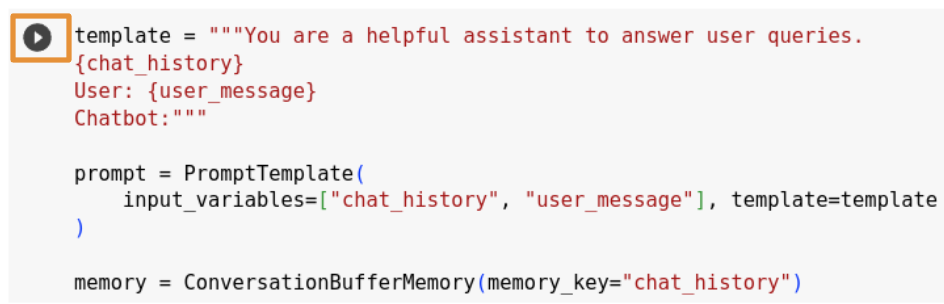 template = """You are a helpful assistant to answer user queries.
{chat_history}
User: {user_message}
Chatbot:"""
prompt = PromptTemplate(
input_variables=["chat_history", "user_message"], template=template
)
memory = ConversationBufferMemory(memory_key="chat_history")